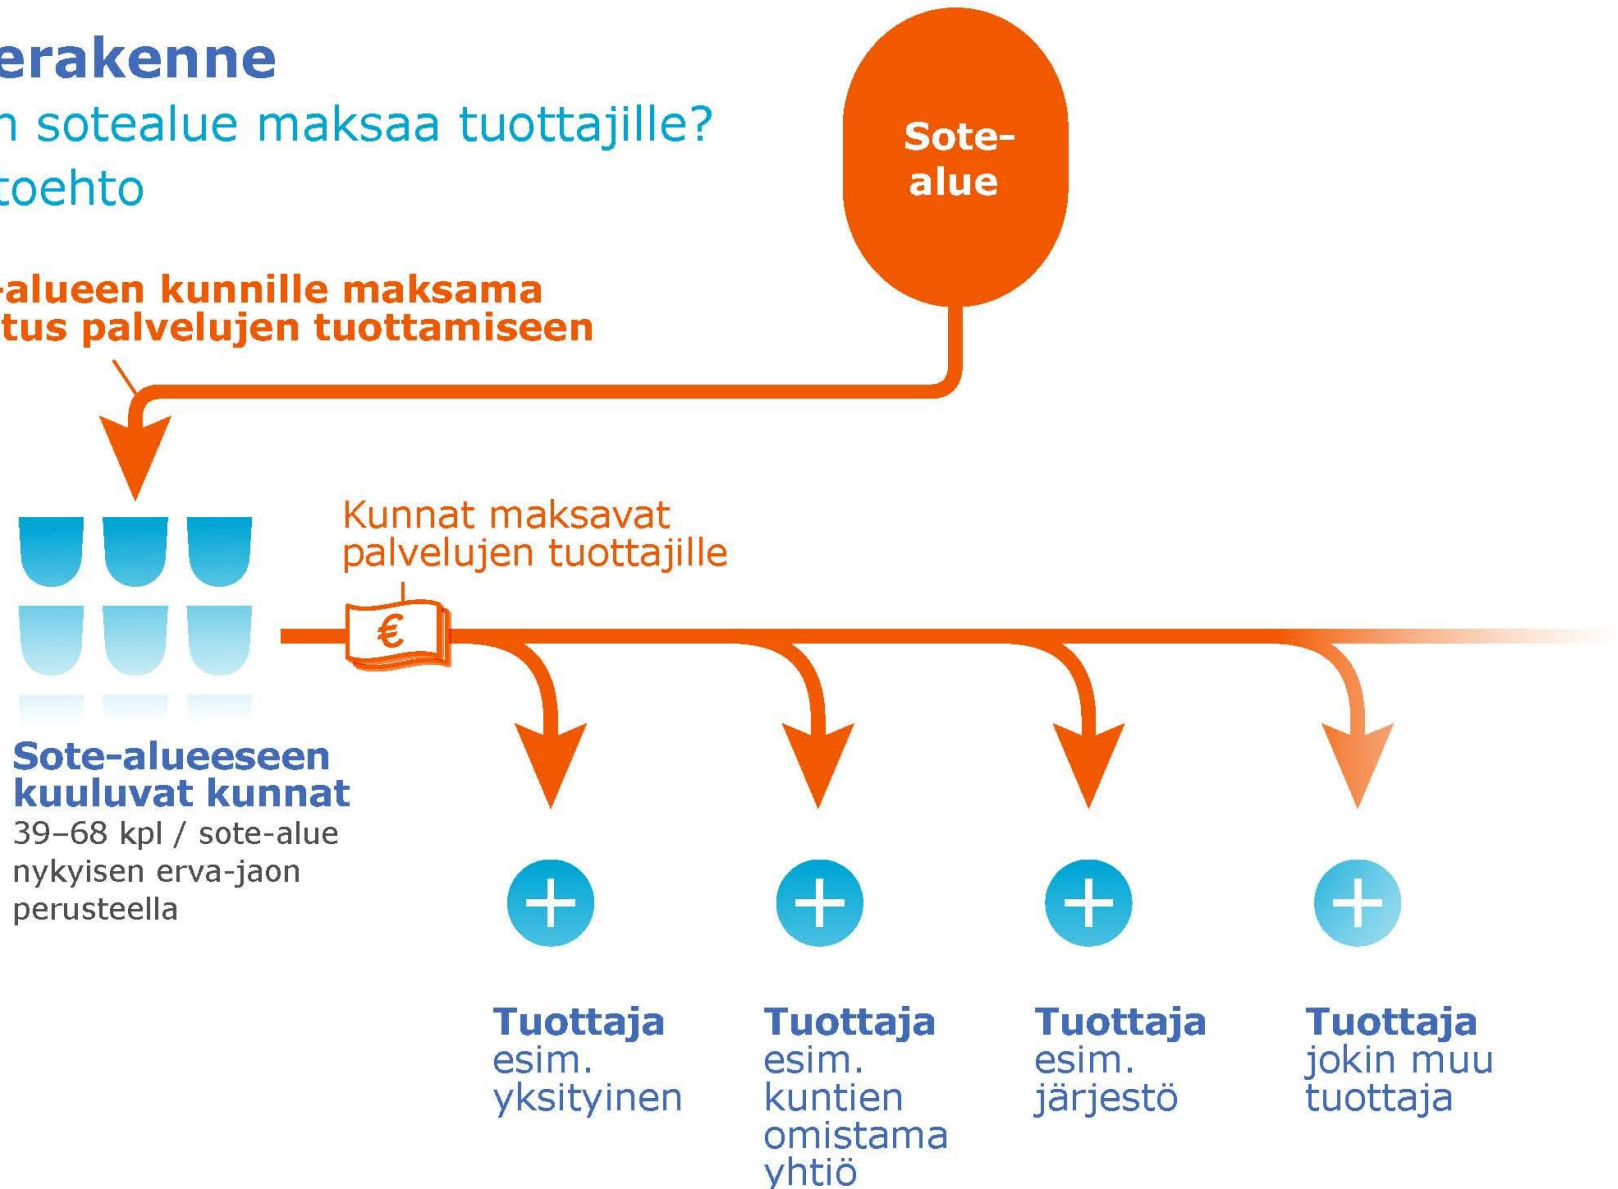 erakenne
n sotealue maksaa tuottajille?
toehto
Sote-
alue
-alueen kunnille maksama
tus palvelujen tuottamiseen
Kunnat maksavat
palvelujen tuottajille
€
Sote-alueeseen
kuuluvat kunnat
39–68 kpl / sote-alue
nykyisen erva-jaon
perusteella
Tuottaja
esim.
yksityinen
Tuottaja
esim.
kuntien
omistama
yhtiö
Tuottaja
esim.
järjestö
Tuottaja
jokin muu
tuottaja